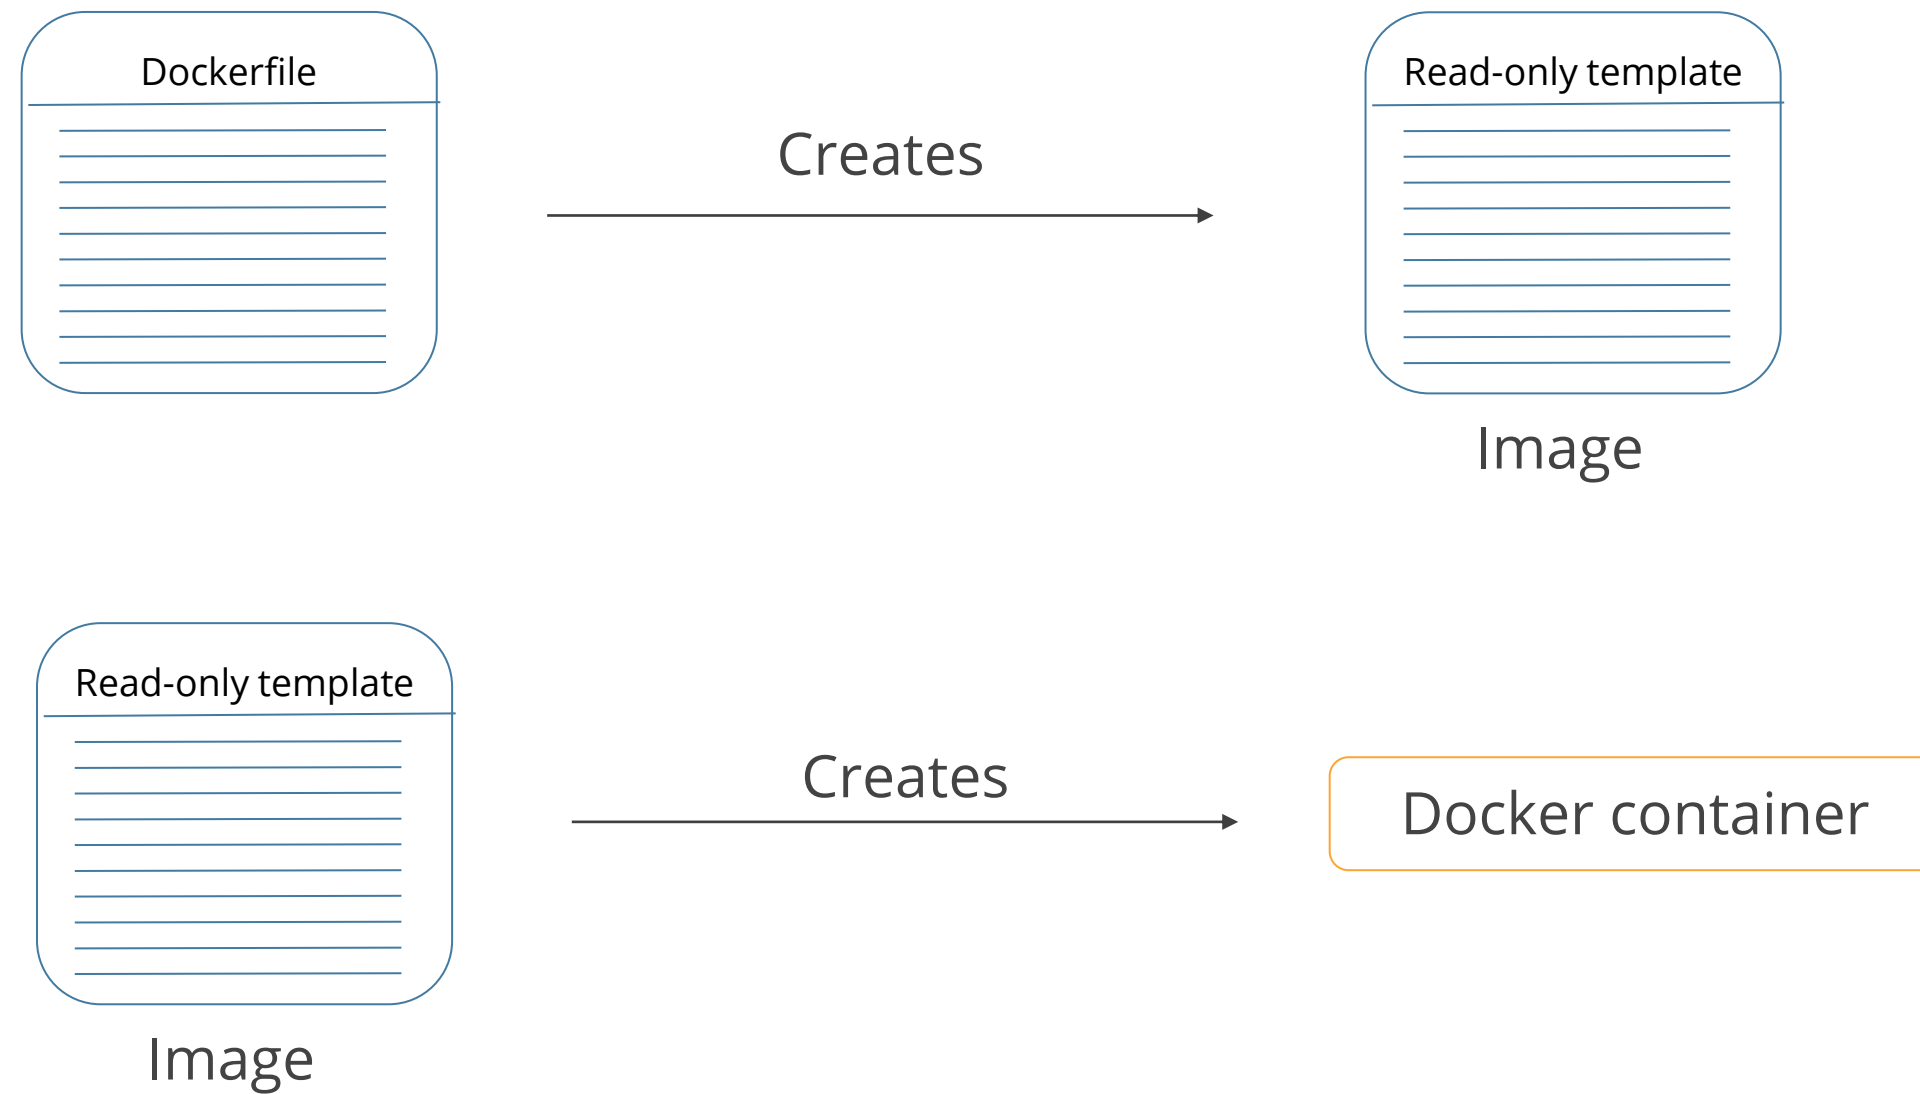 Dockerfile
Creates
Read-only template
Image
Read-only template
Creates
Docker container
Image